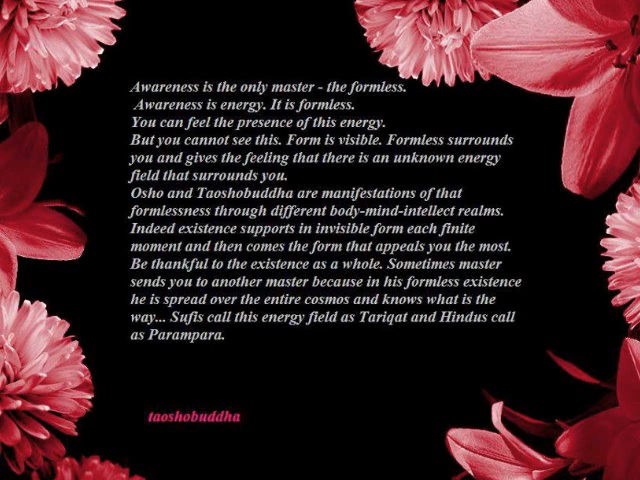 Awareness is the only master - the formless.
Awareness is energy. It is formless.
You can feel the presence of this energy.
But you cannot see this. Form is visible. Formless surrounds
you and gives the feeling that there is an unknown energy
field that surrounds you.
Osho and Taoshobuddha are manifestations of that
formlessness through different body-mind-intellect realms.
Indeed existence supports in invisible form each finite
moment and then comes the form that appeals you the most.
Be thankful to the existence as a whole. Sometimes master
sends you to another master because in his formless existence
he is spread over the entire cosmos and knows what is the
way... Sufis call this energy field as Tariqat and Hindus call
as Parampara.
taoshobuddha